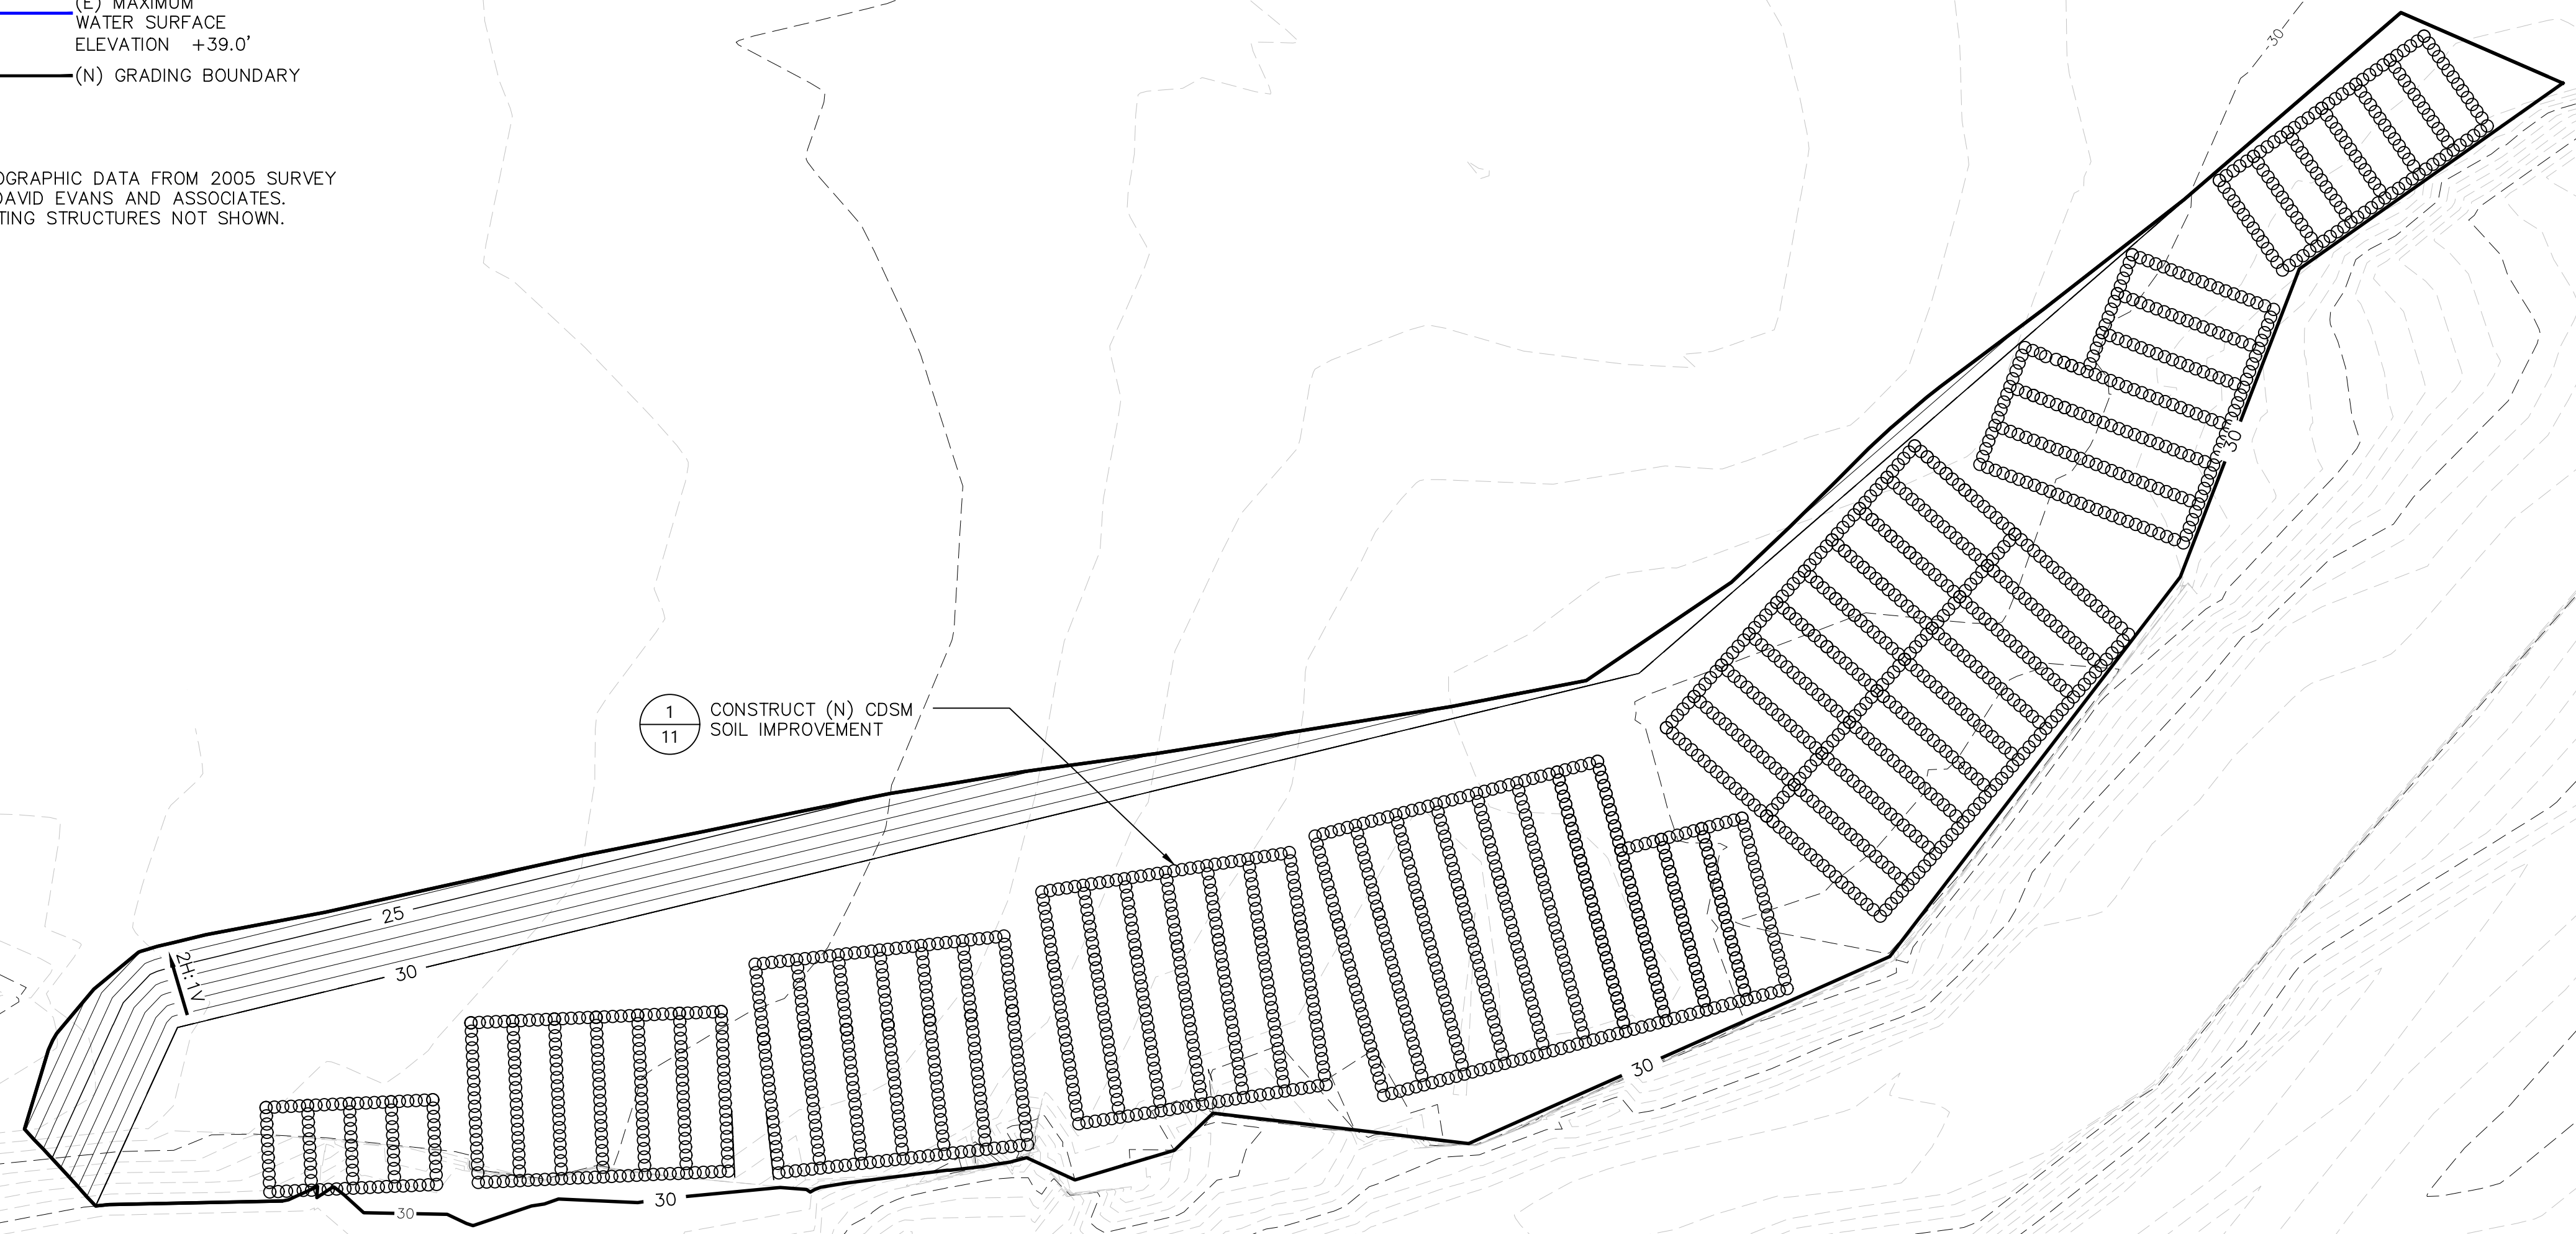 (E) MAXIMUM
WATER SURFACE
ELEVATION +39.0'
(N) GRADING BOUNDARY
OGRAPHIC DATA FROM 2005 SURVEY
DAVID EVANS AND ASSOCIATES.
TING STRUCTURES NOT SHOWN.
30
30
1
11
CONSTRUCT (N) CDSM
SOIL IMPROVEMENT
25
30
2H:1V
30
30
30